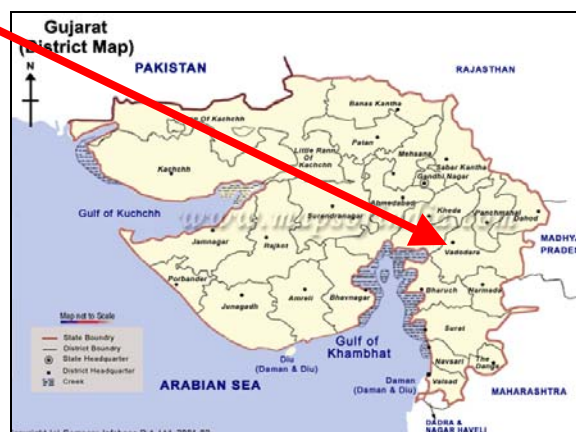 Gujarat
(District Map)
N
PAKISTAN
RAJASTHAN
Banas Kantha
Of Kachchh
Patan
Little Rann
Of
Kachchh
Mehsana
Sabar Kantha
Gandhi Nagar
Kachchh
Ahmedabad
Kheda
Panchmahal
Dahod
Gulf of Kuchchh
Surendranagar
MADHYA
PRADESH
Jamnagar
Rajkot
Vadodara
Porbandar
Junagadh
Amreli
Bhavnagar
Bharuch
Narmada
Map not to Scale
State Boundry
District Boundry
State Headquarter
District Headquarter
Creek
Gulf of
Khambhat
Surat
Diu
(Daman & Diu)
Navsari
The
Dangs
ARABIAN SEA
Daman
(Daman & Diu)
Valsad
MAHARASHTRA
DADRA &
NAGAR HAVELI